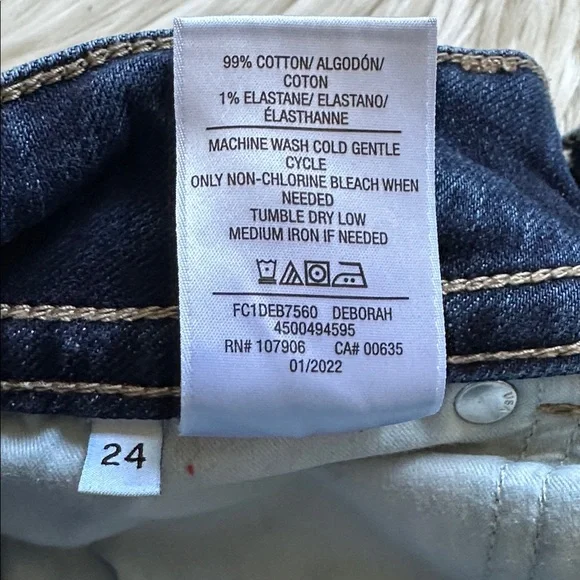 99% COTTON/ ALGODÓN/
COTON
1% ELASTANE/ ELASTANO/
ÉLASTHANNE
MACHINE WASH COLD GENTLE
CYCLE
ONLY NON-CHLORINE BLEACH WHEN
NEEDED
TUMBLE DRY LOW
MEDIUM IRON IF NEEDED
FC1DEB7560 DEBORAH
4500494595
RN# 107906 CA# 00635
01/2022
24
USA